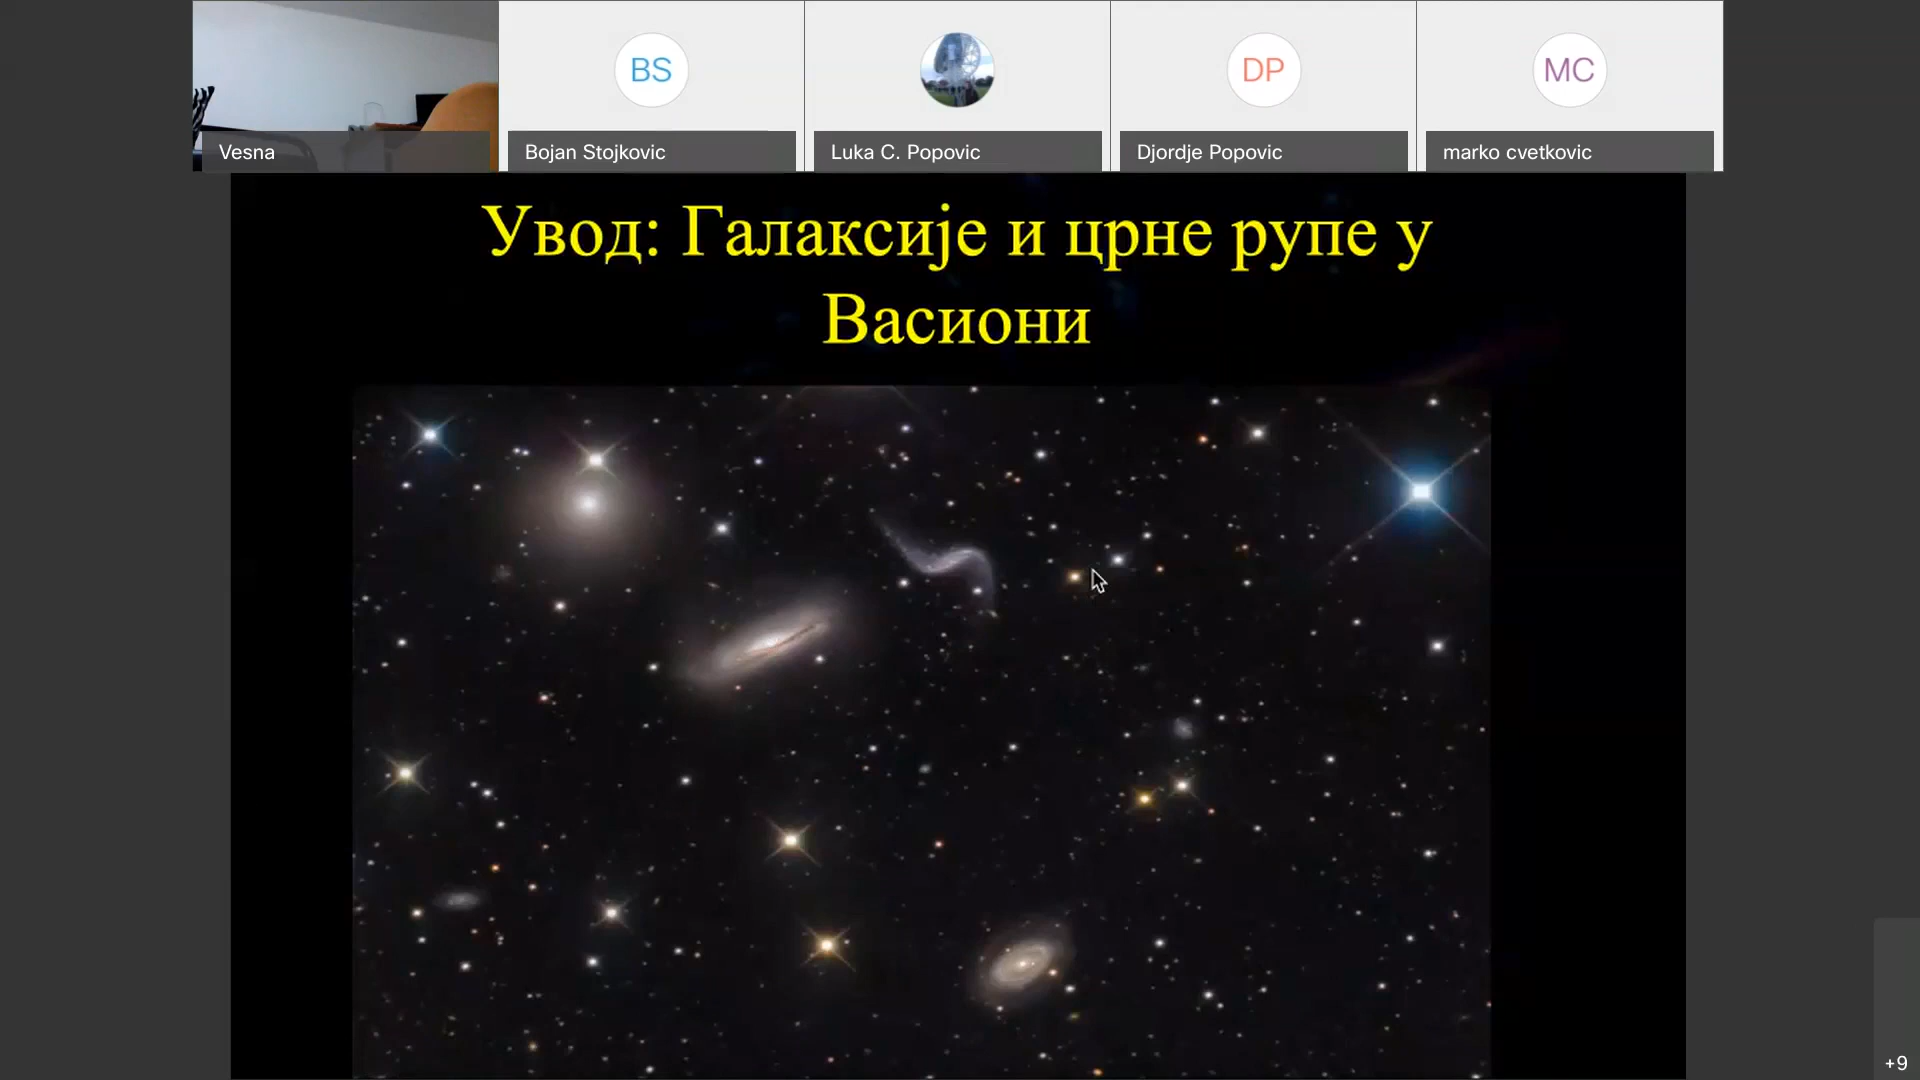 BS
DP
MC
Vesna
Bojan Stojkovic
Luka C. Popovic
Djordje Popovic
marko cvetkovic
Увод: Галаксије и црне рупе у
Васиони
+9